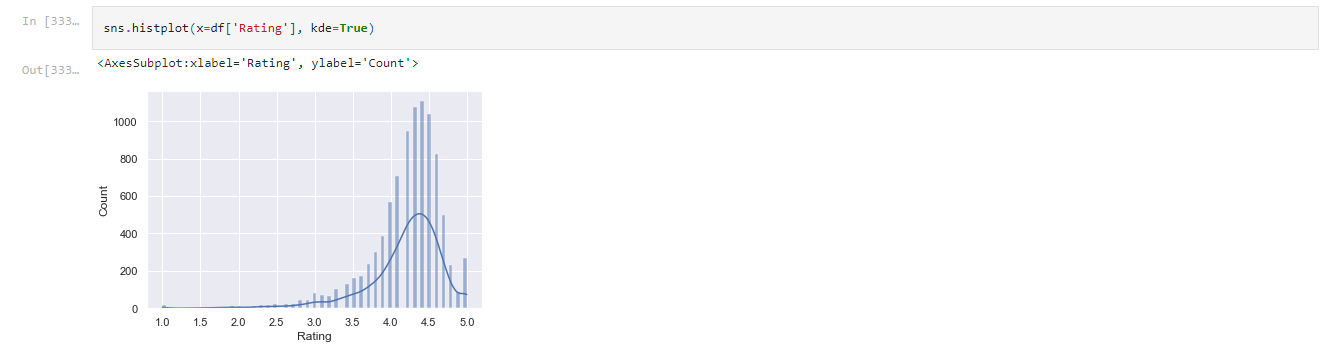 In [333…
sns.histplot(x=df['Rating'], kde=True)
Out[333…
<AxesSubplot:xlabel='Rating', ylabel='Count'>
1000
800
600
400
200
0
Count
1.0 1.5 2.0 2.5 3.0 3.5 4.0 4.5 5.0
Rating